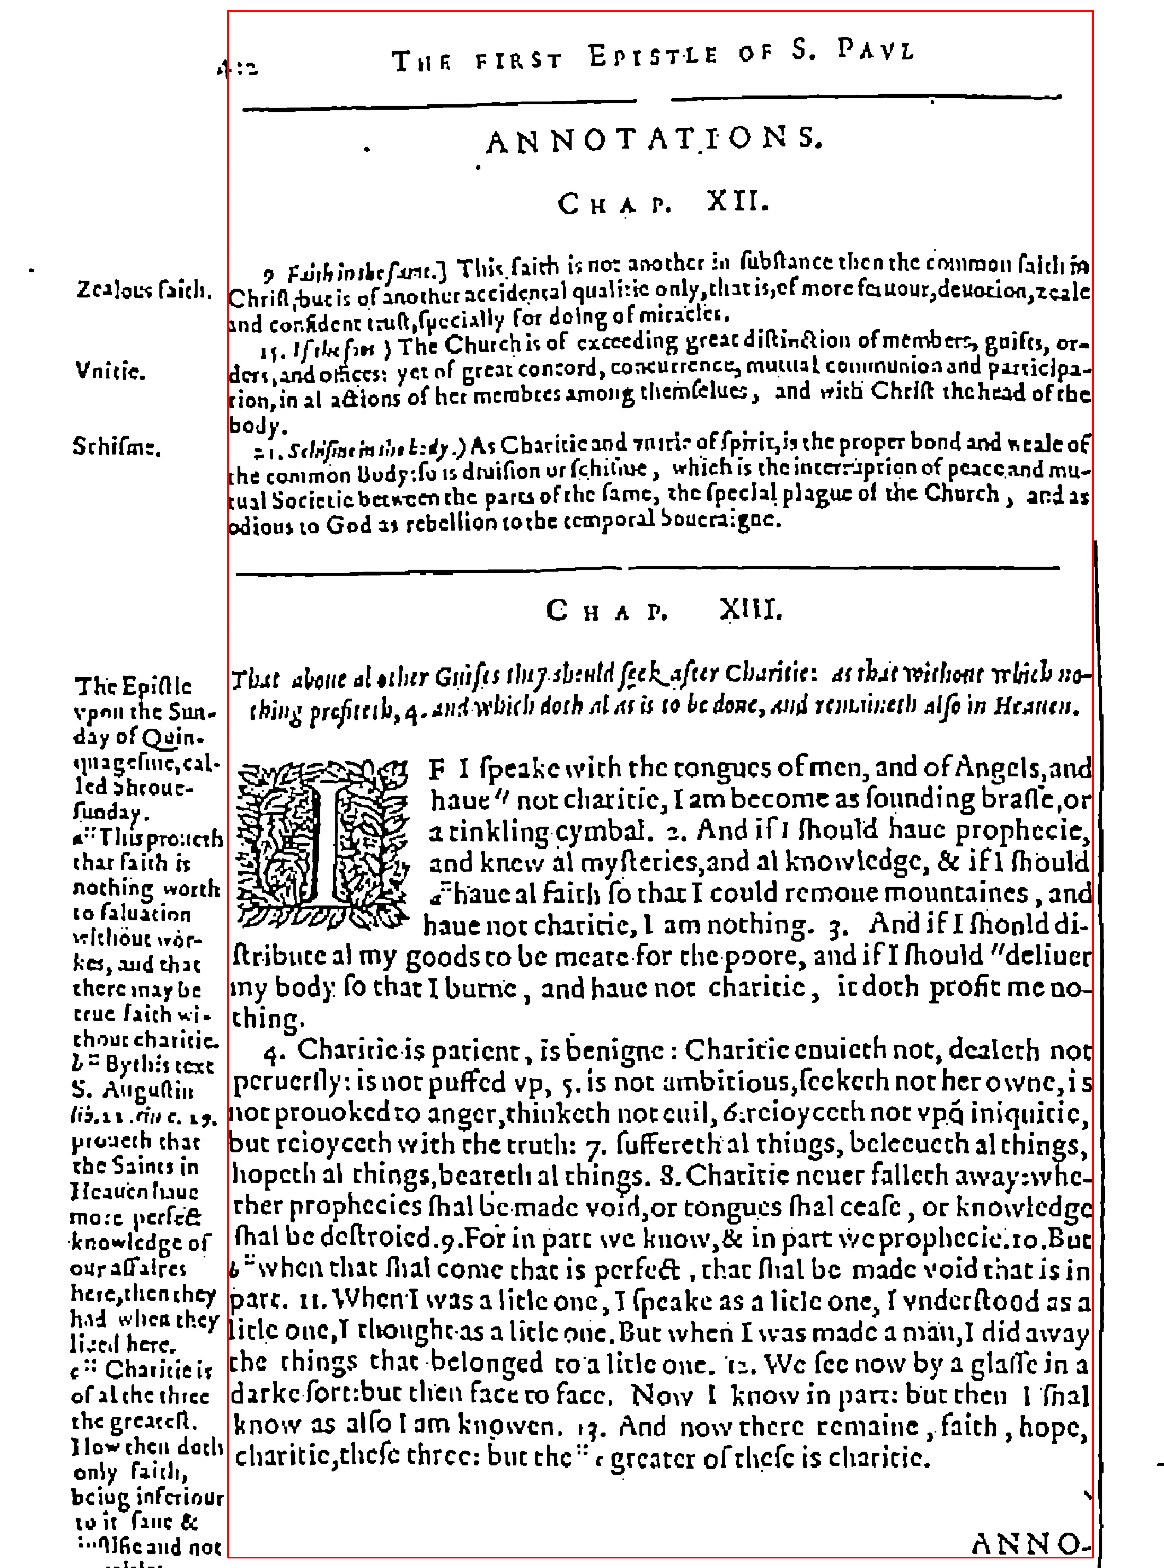 THE FIRST EPISTLE OF S. PAVL
ANNOTATIONS.
CHAP. XII.
9 Faith in the same.] This faith is not another in ſubſtance then the common faith in
Chriſt, but is of another accidental qualitie only, that is, of more feruour, deuotion, zeale
and confident truſt, ſpecially for doing of miracles.
15. If the foot ) The Church is of exceeding great diſtinction of members, guifts, or-
ders, and offices: yet of great concord, concurrence, mutual communion and participa-
tion, in al actions of her membres among themſelues, and with Chriſt the head of the
body.
Schiſme in the body.) As Charitie and vnitie of ſpirit, is the proper bond and weale of
the common Body: ſo is diuiſion or ſchiſme, which is the interruption of peace and mu-
tual Societie between the parts of the ſame, the ſpecial plague of the Church, and as
odious to God as rebellion to the temporal Soueraigne.
Zealous faith.
Vnitie.
Schiſme.
CHAP. XIII.
That aboue al other Guifts they should ſeek after Charitie: as that without which no-
thing profiteth, 4. and which doth al as is to be done, and remaineth alſo in Heauen.
IF I ſpeake with the tongues of men, and of Angels, and
haue" not charitie, I am become as ſounding braſſe, or
a tinkling cymbal. 2. And if I ſhould haue prophecie,
and knew al myſteries, and al knowledge, & if I ſhould
a :: haue al faith ſo that I could remoue mountaines, and
haue not charitie, I am nothing. 3. And if I ſhould di-
ſtribute al my goods to be meate for the poore, and if I ſhould "deliuer
my body ſo that I burne, and haue not charitie, it doth profit me no-
thing.
4. Charitie is patient, is benigne: Charitie enuieth not, dealeth not
peruerſly: is not puffed vp, 5. is not ambitious, ſeeketh not her owne, is
not prouoked to anger, thinketh not euil, 6. reioyceth not vpõ iniquitie,
but reioyceth with the truth: 7. ſuffereth al things, beleeueth al things,
hopeth al things, beareth al things. 8. Charitie neuer falleth away: whe-
ther prophecies ſhal be made void, or tongues ſhal ceaſe, or knowledge
ſhal be deſtroied. 9. For in part we know, & in part we prophecie. 10. But
b :: when that ſhal come that is perfect, that ſhal be made void that is in
part. 11. When I was a litle one, I ſpeake as a litle one, I vnderſtood as a
litle one, I thought as a litle one. But when I was made a man, I did away
the things that belonged to a litle one. 12. We ſee now by a glaſſe in a
darke ſort: but then face to face. Now I know in part: but then I ſhal
know as alſo I am knowen. 13. And now there remaine, faith, hope,
charitie, theſe three: but the :: c greater of theſe is charitie.
ANNO-
The Epiſtle
vpon the Sun-
day of Quin-
quageſme, cal-
led Shroue-
ſunday.
a :: This proueth
that faith is
nothing worth
to ſaluation
without wor-
kes, and that
there may be
true faith wi-
thout charitie.
b :: By this text
S. Auguſtin
proueth that
the Saints in
Heauen haue
more perfect
knowledge of
our affaires
here, then they
had when they
liued here.
c :: Charitie is
of al the three
the greateſt.
How then doth
only faith,
being inferiour
to it ſaue &
iuſtifie and not